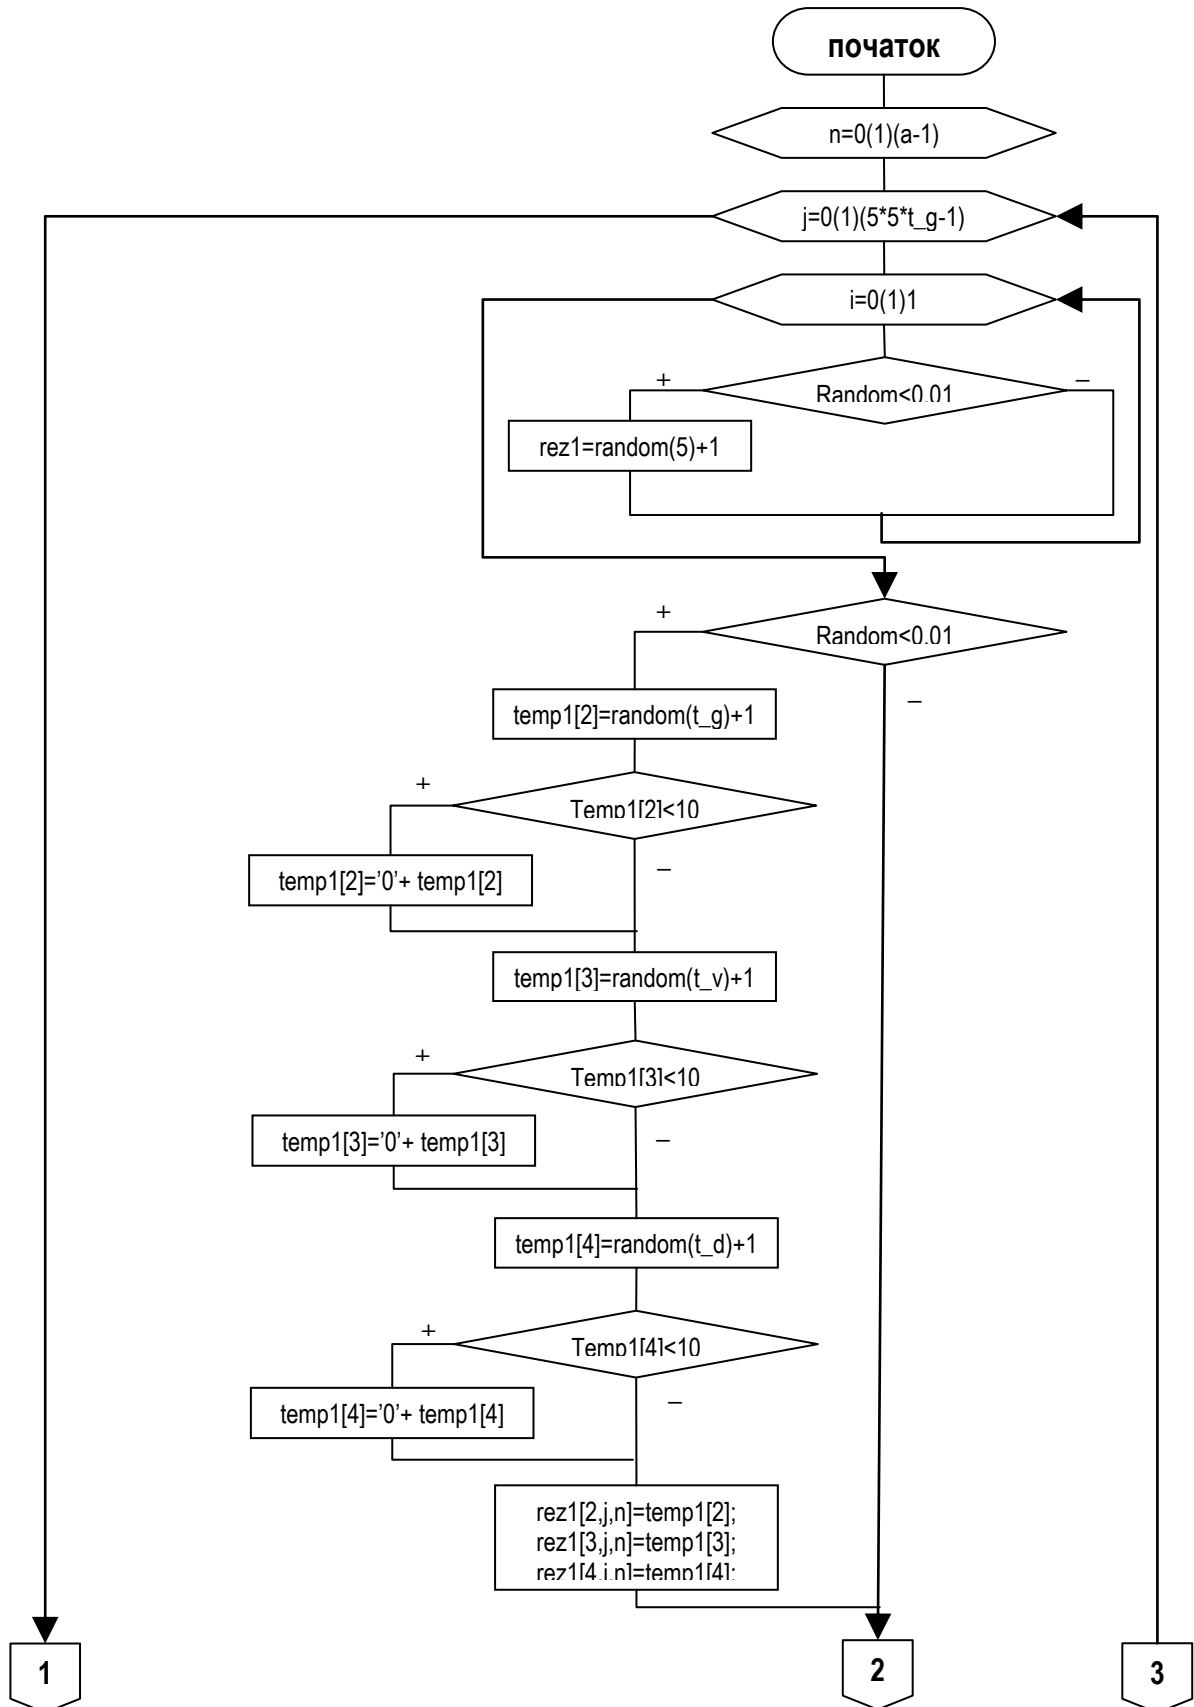 початок
n=0(1)(a-1)
j=0(1)(5*5*t_g-1)
i=0(1)1
+
Random<0.01
–
rez1=random(5)+1
+
Random<0.01
–
temp1[2]=random(t_g)+1
+
Temp1[2]<10
temp1[2]='0'+ temp1[2]
–
temp1[3]=random(t_v)+1
+
Temp1[3]<10
temp1[3]='0'+ temp1[3]
–
temp1[4]=random(t_d)+1
+
Temp1[4]<10
temp1[4]='0'+ temp1[4]
–
rez1[2,j,n]=temp1[2];
rez1[3,j,n]=temp1[3];
rez1[4,j,n]=temp1[4];
1
2
3